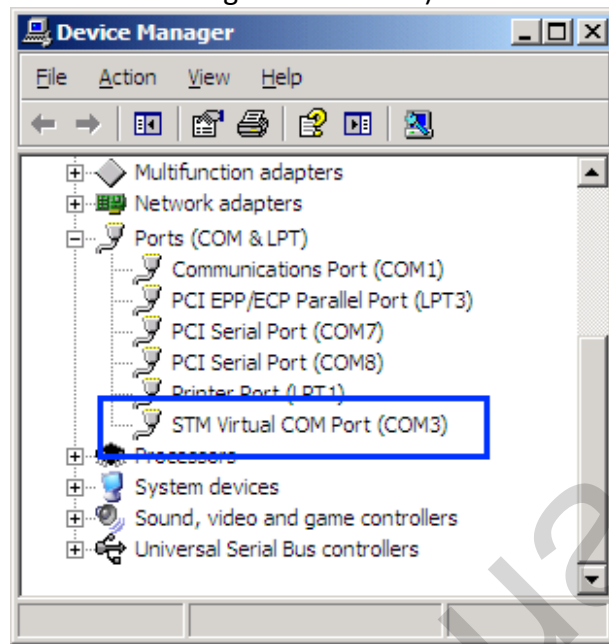 Device Manager
File Action View Help
Multifunction adapters
Network adapters
Ports (COM & LPT)
Communications Port (COM1)
PCI EPP/ECP Parallel Port (LPT3)
PCI Serial Port (COM7)
PCI Serial Port (COM8)
Printer Port (LPT1)
STM Virtual COM Port (COM3)
Processors
System devices
Sound, video and game controllers
Universal Serial Bus controllers